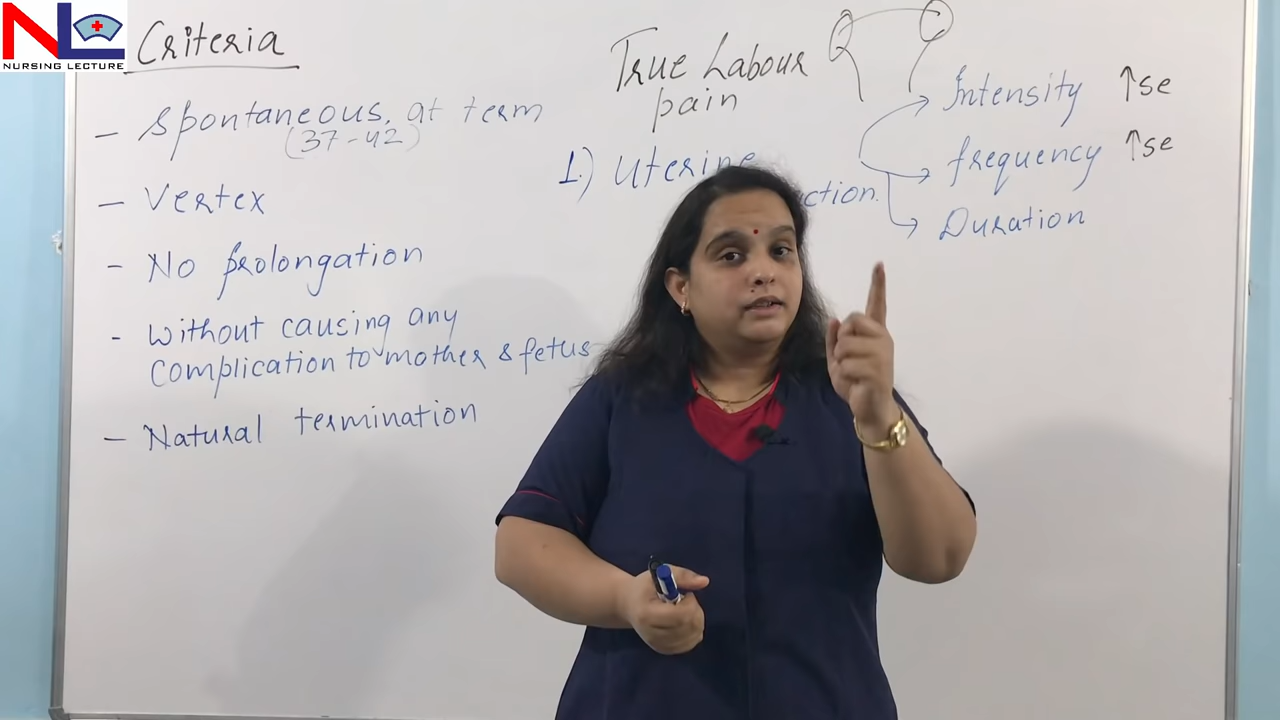 NL
NURSING LECTURE
Criteria
- Spontaneous, at term
(37-42)
- Vertex
- No prolongation
- Without causing any
complication to mother & fetus
- Natural termination
True Labour
pain
1.) Uterine
ction.
Intensity ↑se
frequency ↑se
Duration